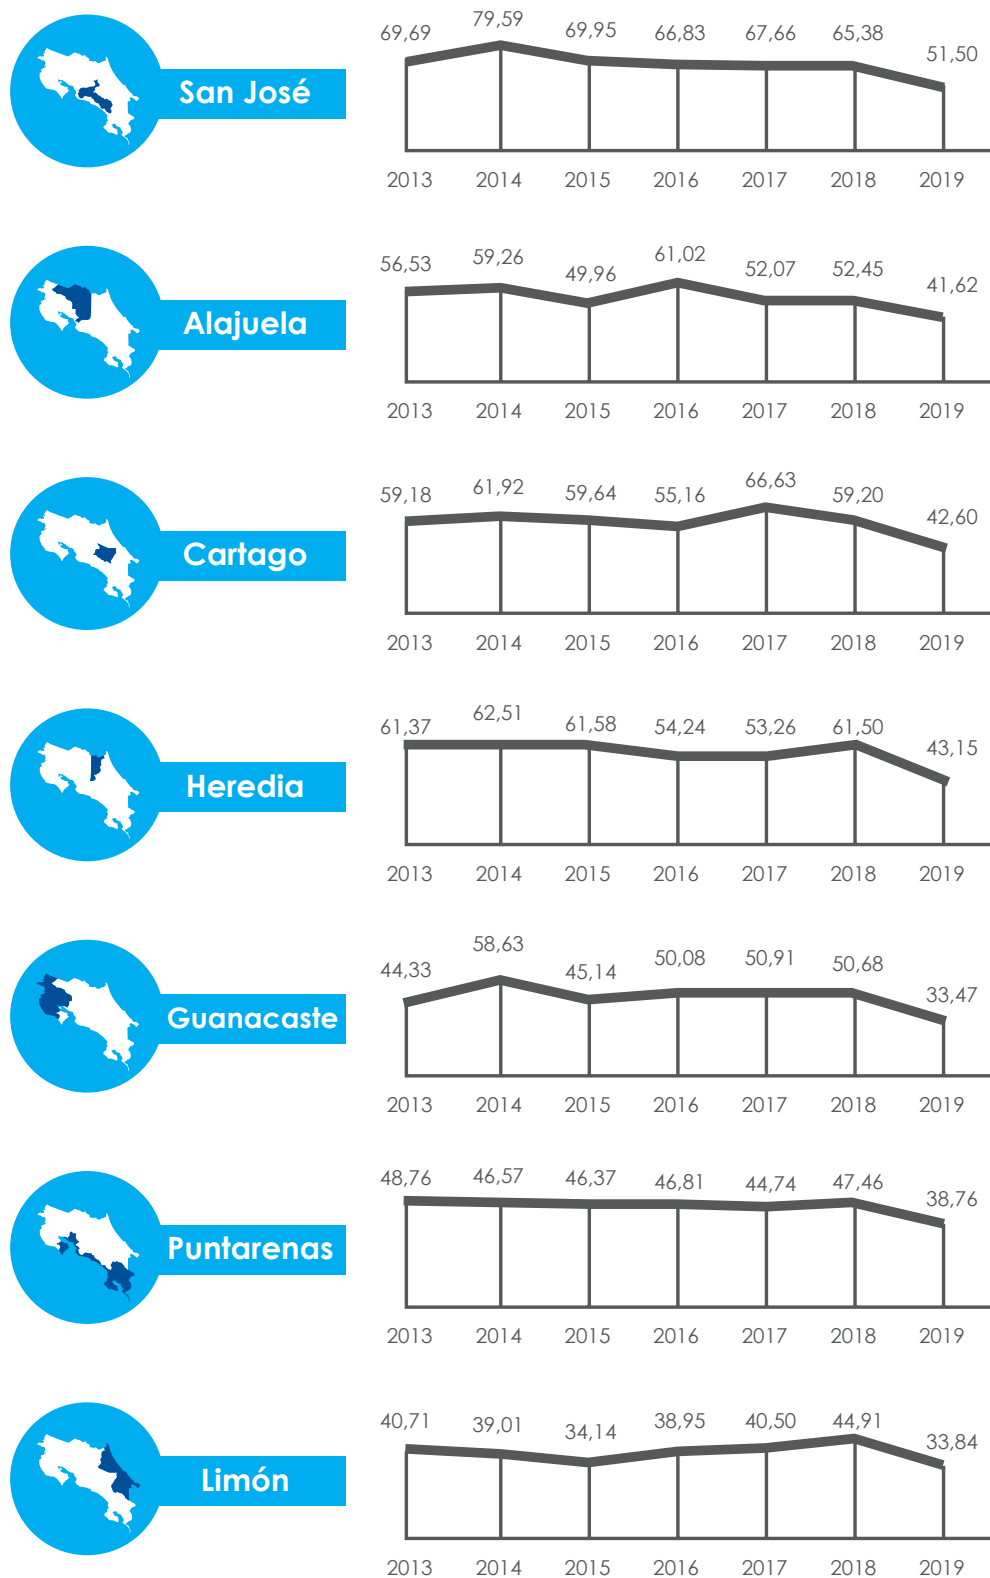 69,69 79,59 69,95 66,83 67,66 65,38 51,50
San José
2013 2014 2015 2016 2017 2018 2019
56,53 59,26 49,96 61,02 52,07 52,45 41,62
Alajuela
2013 2014 2015 2016 2017 2018 2019
59,18 61,92 59,64 55,16 66,63 59,20 42,60
Cartago
2013 2014 2015 2016 2017 2018 2019
61,37 62,51 61,58 54,24 53,26 61,50 43,15
Heredia
2013 2014 2015 2016 2017 2018 2019
44,33 58,63 45,14 50,08 50,91 50,68 33,47
Guanacaste
2013 2014 2015 2016 2017 2018 2019
48,76 46,57 46,37 46,81 44,74 47,46 38,76
Puntarenas
2013 2014 2015 2016 2017 2018 2019
40,71 39,01 34,14 38,95 40,50 44,91 33,84
Limón
2013 2014 2015 2016 2017 2018 2019